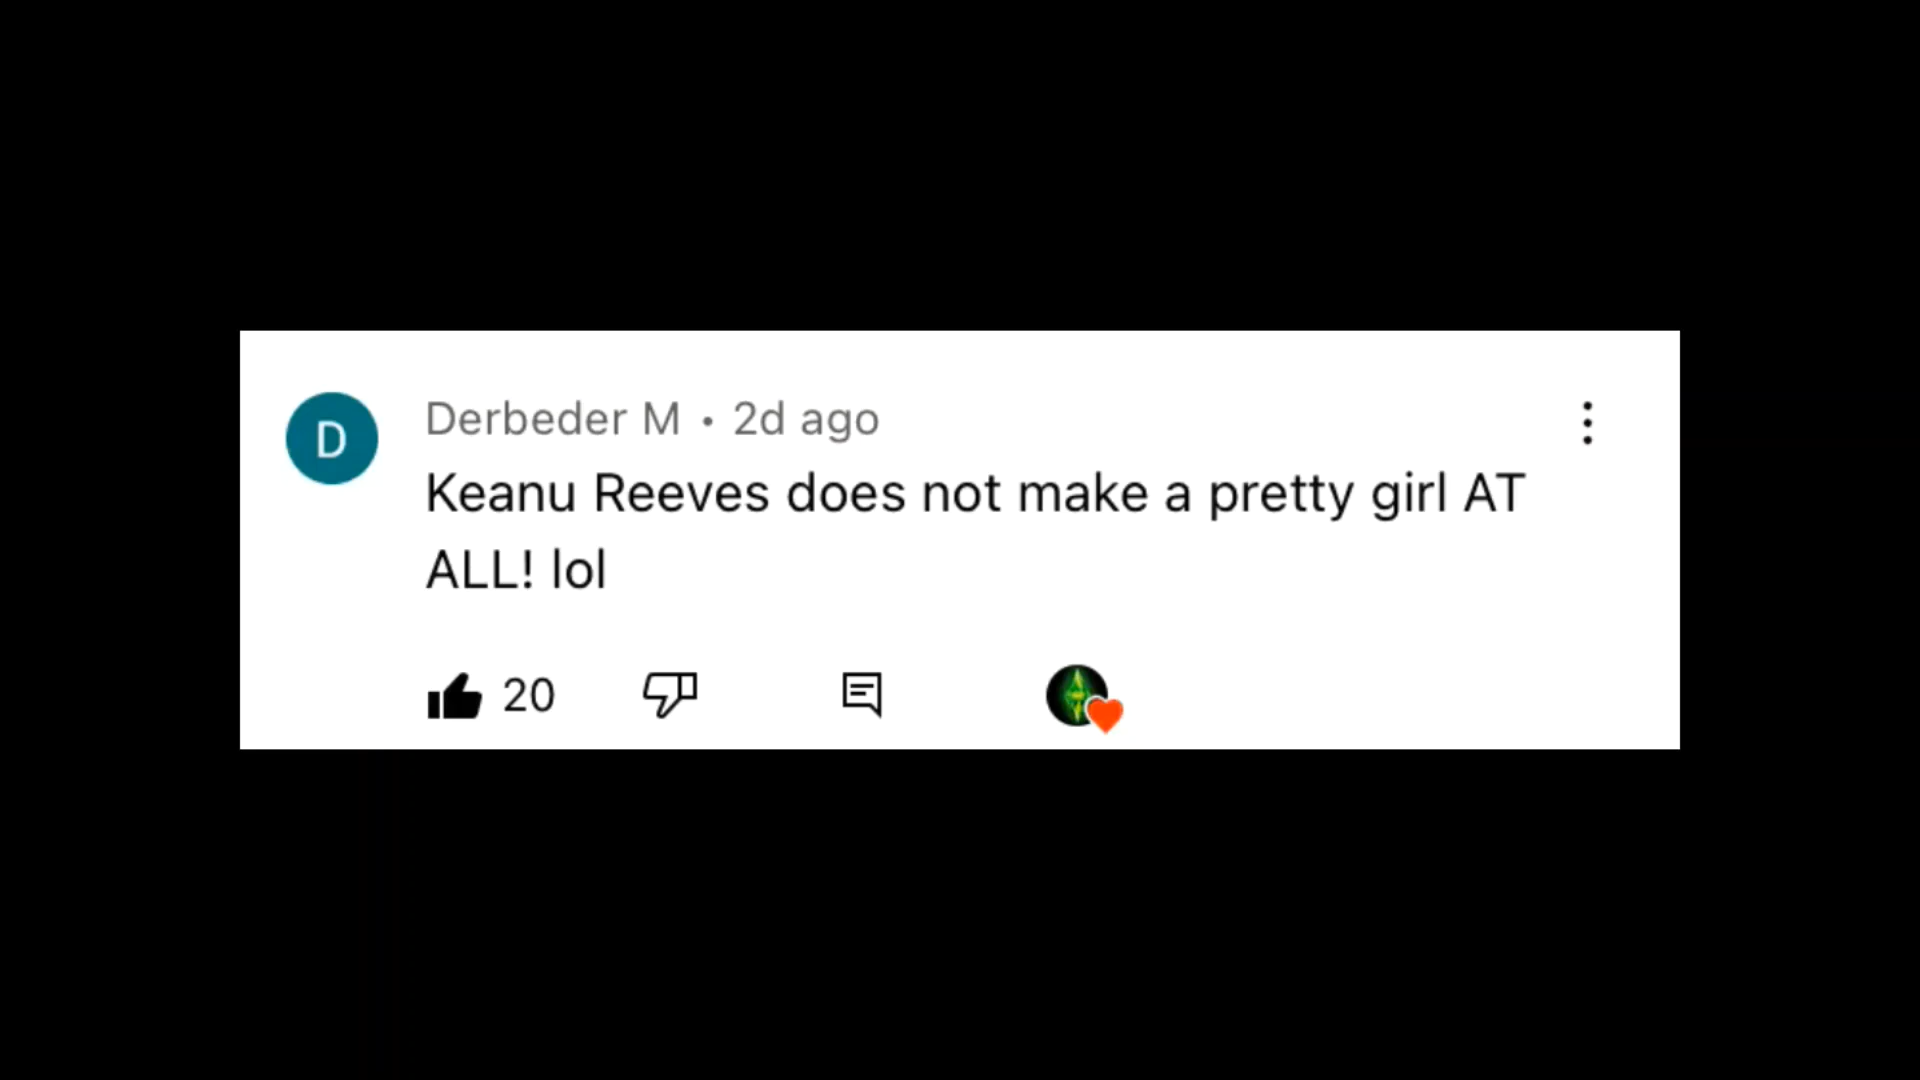 D
Derbeder M • 2d ago
Keanu Reeves does not make a pretty girl AT
ALL! lol
20